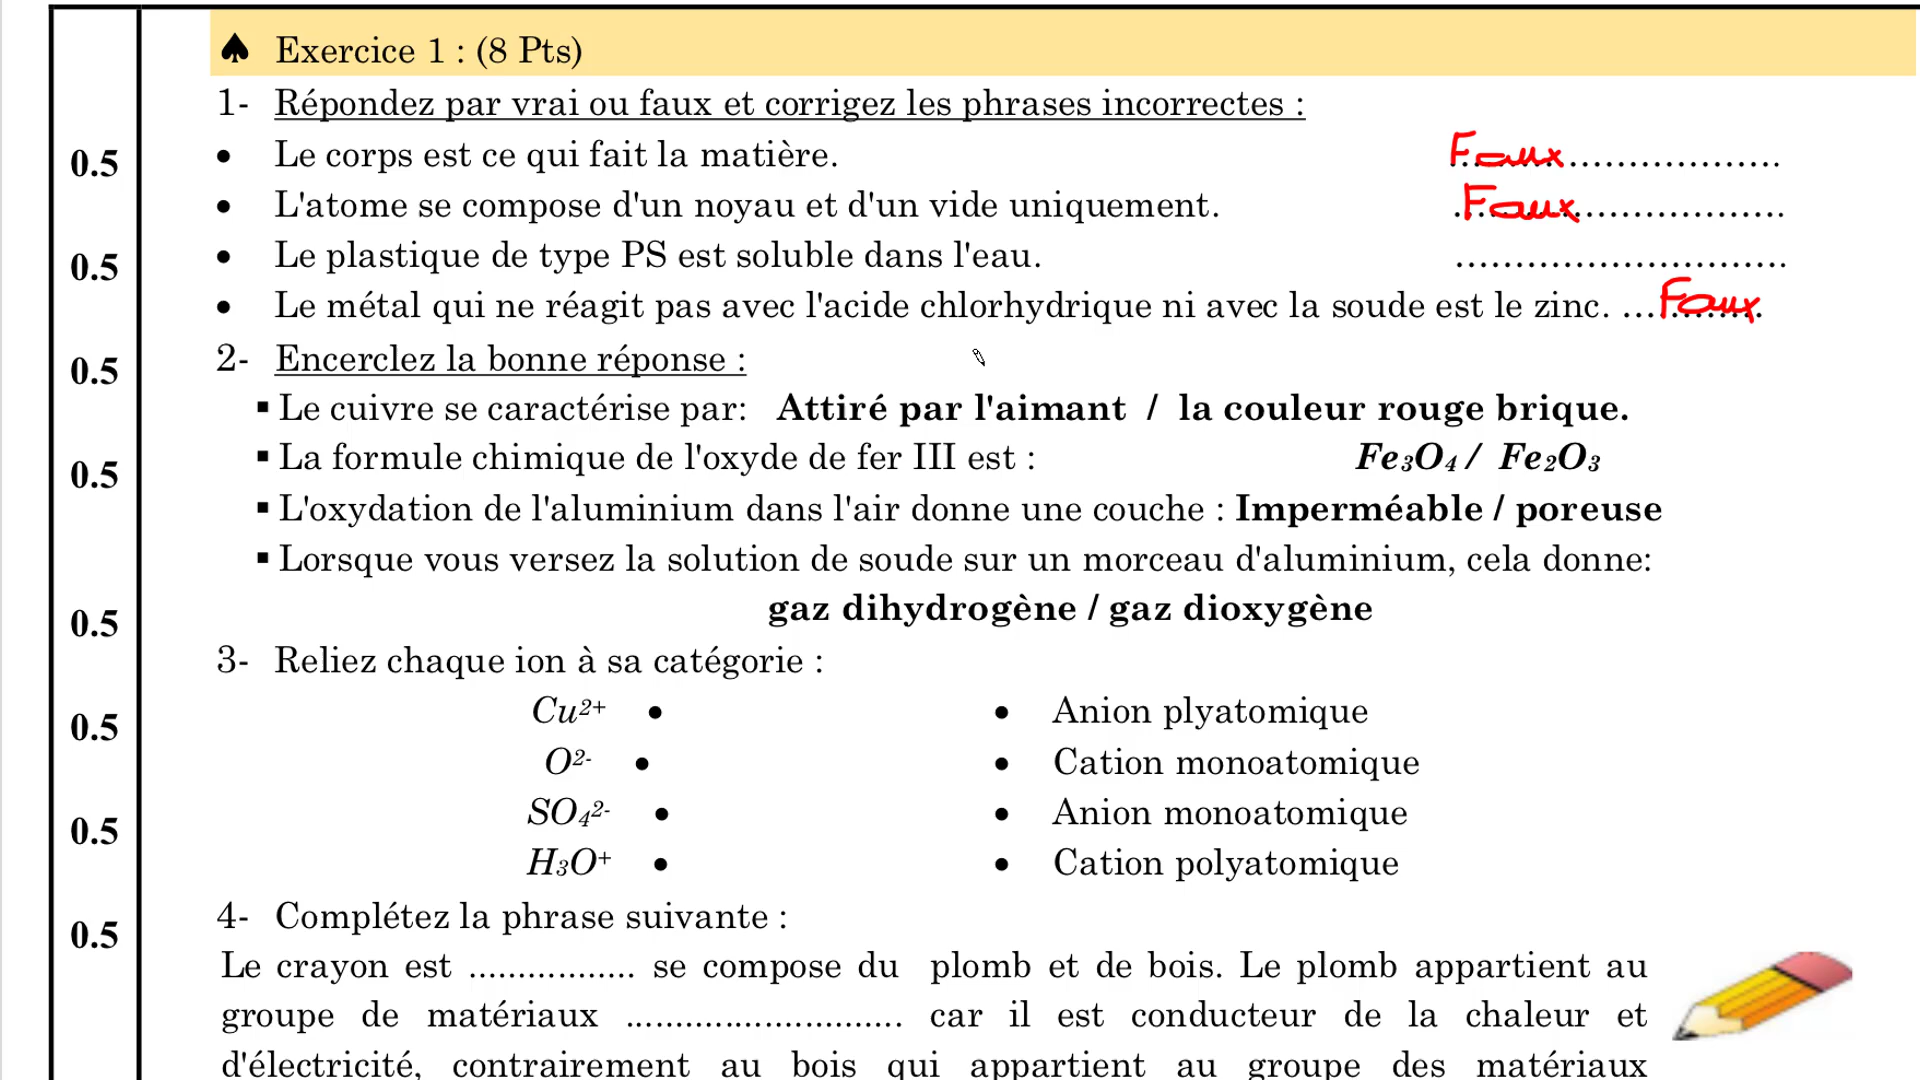 ♠ Exercice 1 : (8 Pts)
1- Répondez par vrai ou faux et corrigez les phrases incorrectes :
0.5 • Le corps est ce qui fait la matière. Faux..................
• L'atome se compose d'un noyau et d'un vide uniquement. Faux..................
0.5 • Le plastique de type PS est soluble dans l'eau. ............................
• Le métal qui ne réagit pas avec l'acide chlorhydrique ni avec la soude est le zinc. ...Faux
0.5 2- Encerclez la bonne réponse :
▪ Le cuivre se caractérise par: Attiré par l'aimant / la couleur rouge brique.
0.5 ▪ La formule chimique de l'oxyde de fer III est : Fe₃O₄ / Fe₂O₃
▪ L'oxydation de l'aluminium dans l'air donne une couche : Imperméable / poreuse
▪ Lorsque vous versez la solution de soude sur un morceau d'aluminium, cela donne:
0.5 gaz dihydrogène / gaz dioxygène
3- Reliez chaque ion à sa catégorie :
0.5 Cu²⁺ • • Anion plyatomique
O²⁻ • • Cation monoatomique
0.5 SO₄²⁻ • • Anion monoatomique
H₃O⁺ • • Cation polyatomique
0.5 4- Complétez la phrase suivante :
Le crayon est ................. se compose du plomb et de bois. Le plomb appartient au
groupe de matériaux ............................ car il est conducteur de la chaleur et
d'électricité, contrairement au bois qui appartient au groupe des matériaux